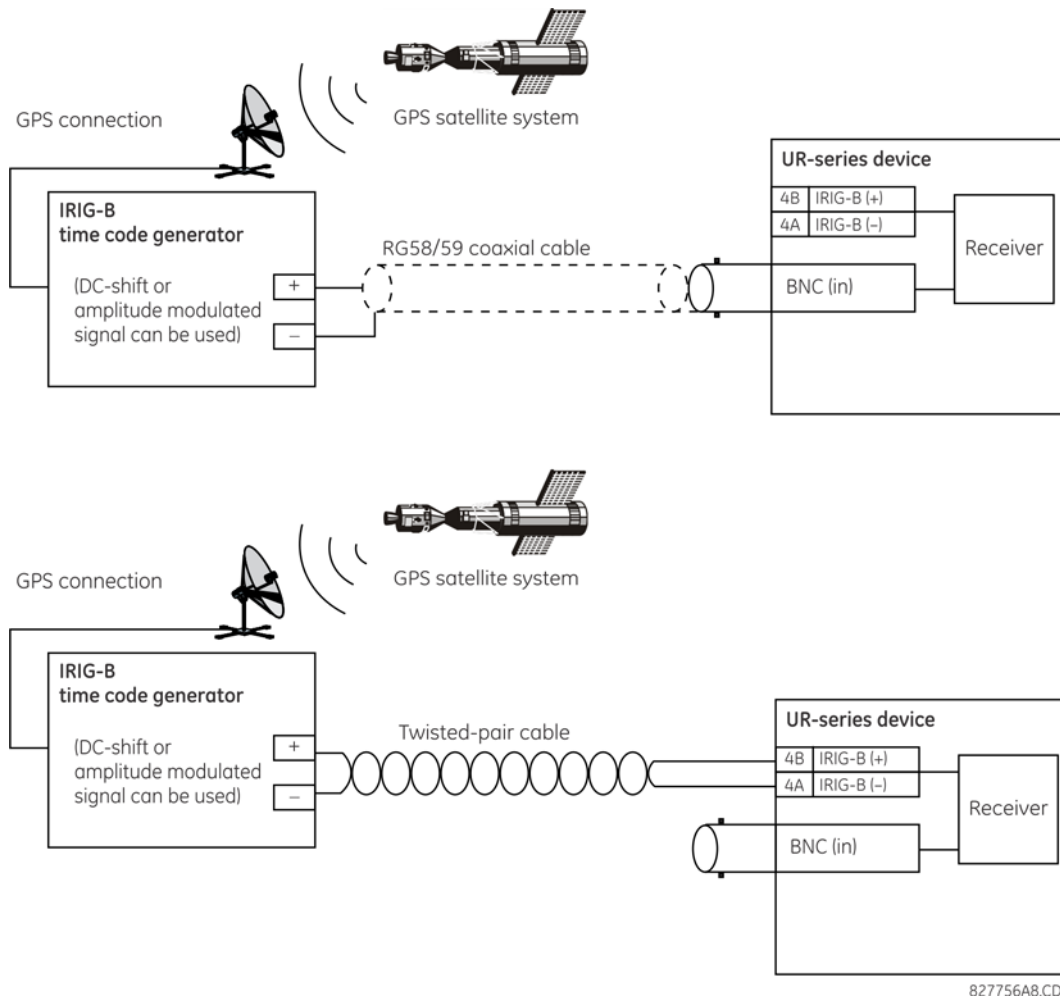 GPS connection
GPS satellite system
IRIG-B
time code generator
(DC-shift or
amplitude modulated
signal can be used)
+
–
RG58/59 coaxial cable
UR-series device
4B IRIG-B (+)
4A IRIG-B (–)
BNC (in)
Receiver
GPS connection
GPS satellite system
IRIG-B
time code generator
(DC-shift or
amplitude modulated
signal can be used)
+
–
Twisted-pair cable
UR-series device
4B IRIG-B (+)
4A IRIG-B (–)
BNC (in)
Receiver
827756A8.CD